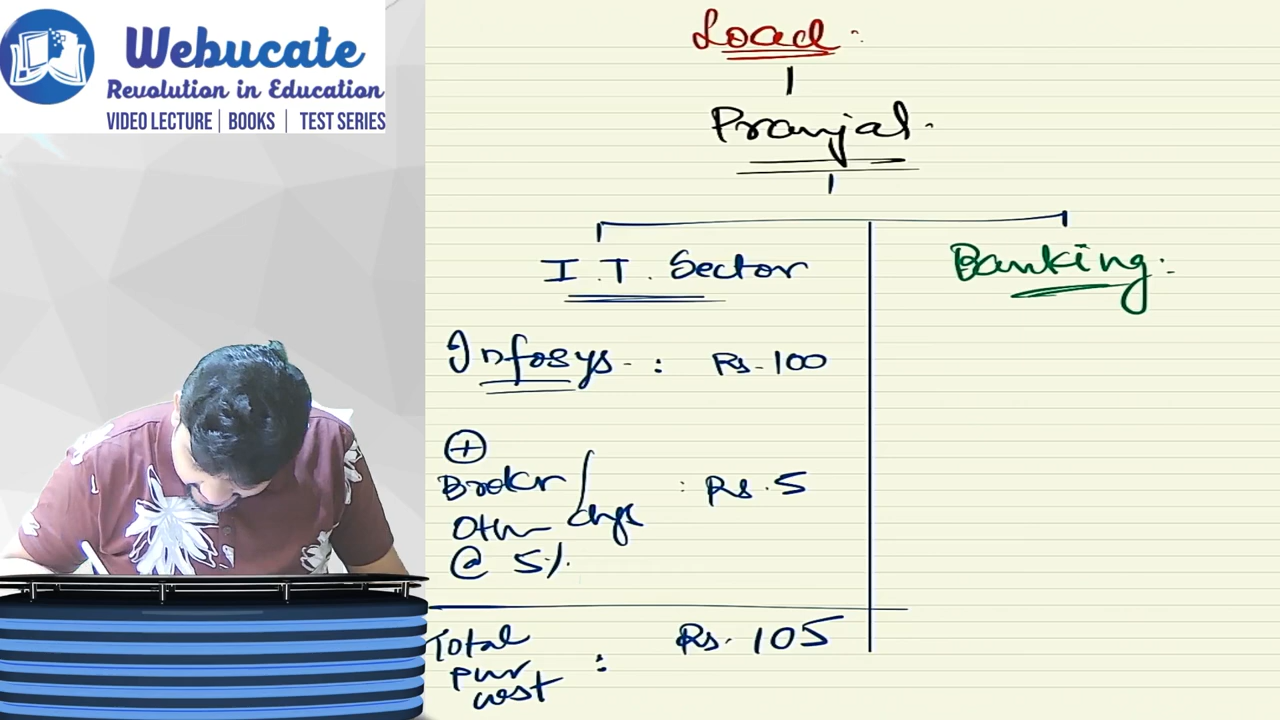 Webucate
Revolution in Education
VIDEO LECTURE | BOOKS | TEST SERIES
Load:
Pranjal.
I.T. Sector
Banking:
Infosys - : Rs. 100
+
Broker / : Rs. 5
Oth chgs
@ 5%.
Total : Rs. 105
pur
cost